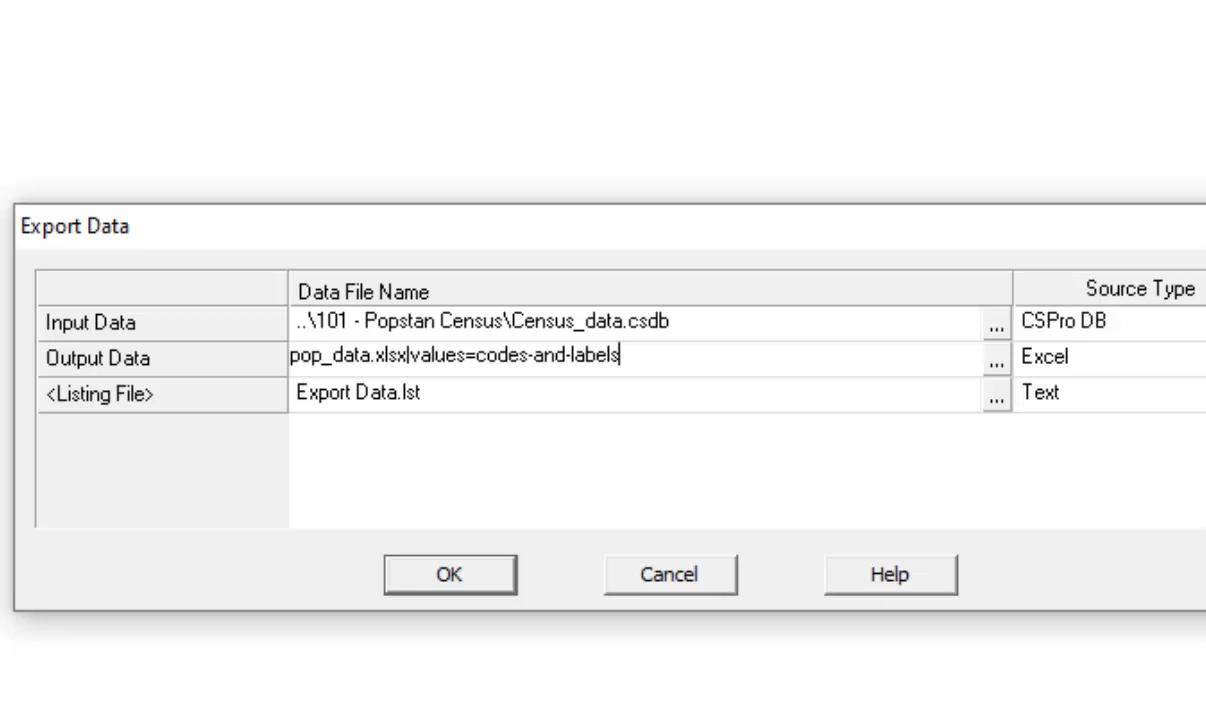 Export Data
Data File Name Source Type
Input Data ..\101 - Popstan Census\Census_data.csdb ... CSPro DB
Output Data pop_data.xlsx|values=codes-and-labels ... Excel
<Listing File> Export Data.lst ... Text
OK Cancel Help